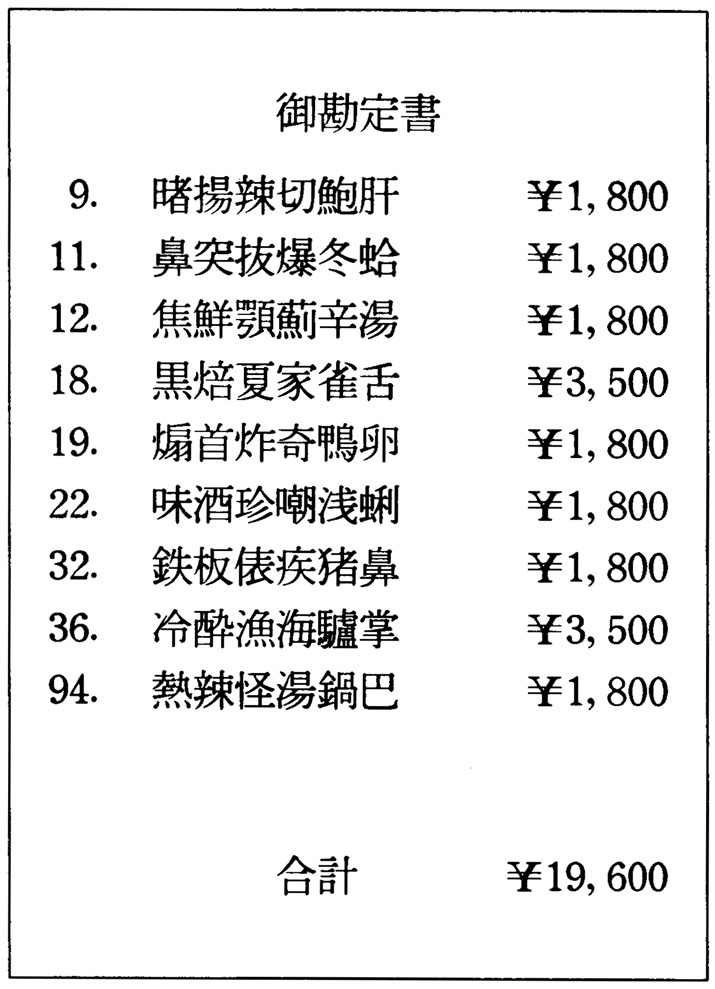 御勘定書
9. 曙揚辣切鮑肝 ¥1,800
11. 鼻突抜爆冬蛤 ¥1,800
12. 焦鮮顎薊辛湯 ¥1,800
18. 黒焙夏家雀舌 ¥3,500
19. 煽首炸奇鴨卵 ¥1,800
22. 味酒珍嘲浅蜊 ¥1,800
32. 鉄板俵疾猪鼻 ¥1,800
36. 冷酔漁海驢掌 ¥3,500
94. 熱辣怪湯鍋巴 ¥1,800
合計 ¥19,600